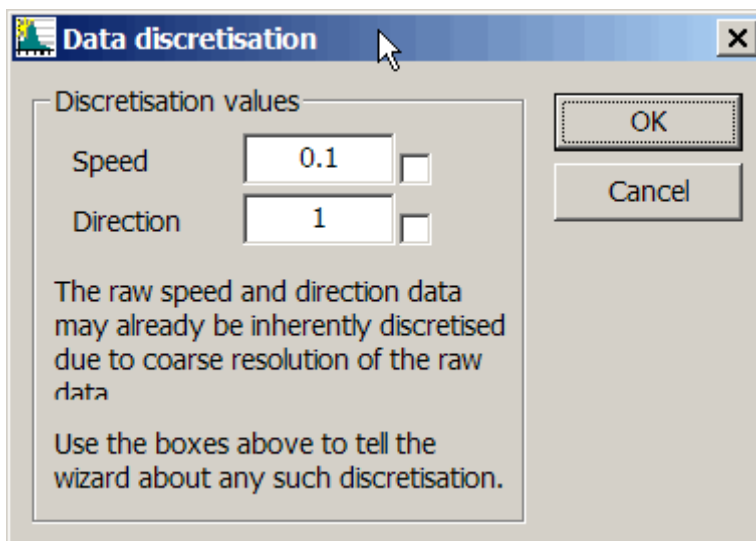 Data discretisation
Discretisation values
Speed 0.1
Direction 1
OK
Cancel
The raw speed and direction data
may already be inherently discretised
due to coarse resolution of the raw
data
Use the boxes above to tell the
wizard about any such discretisation.